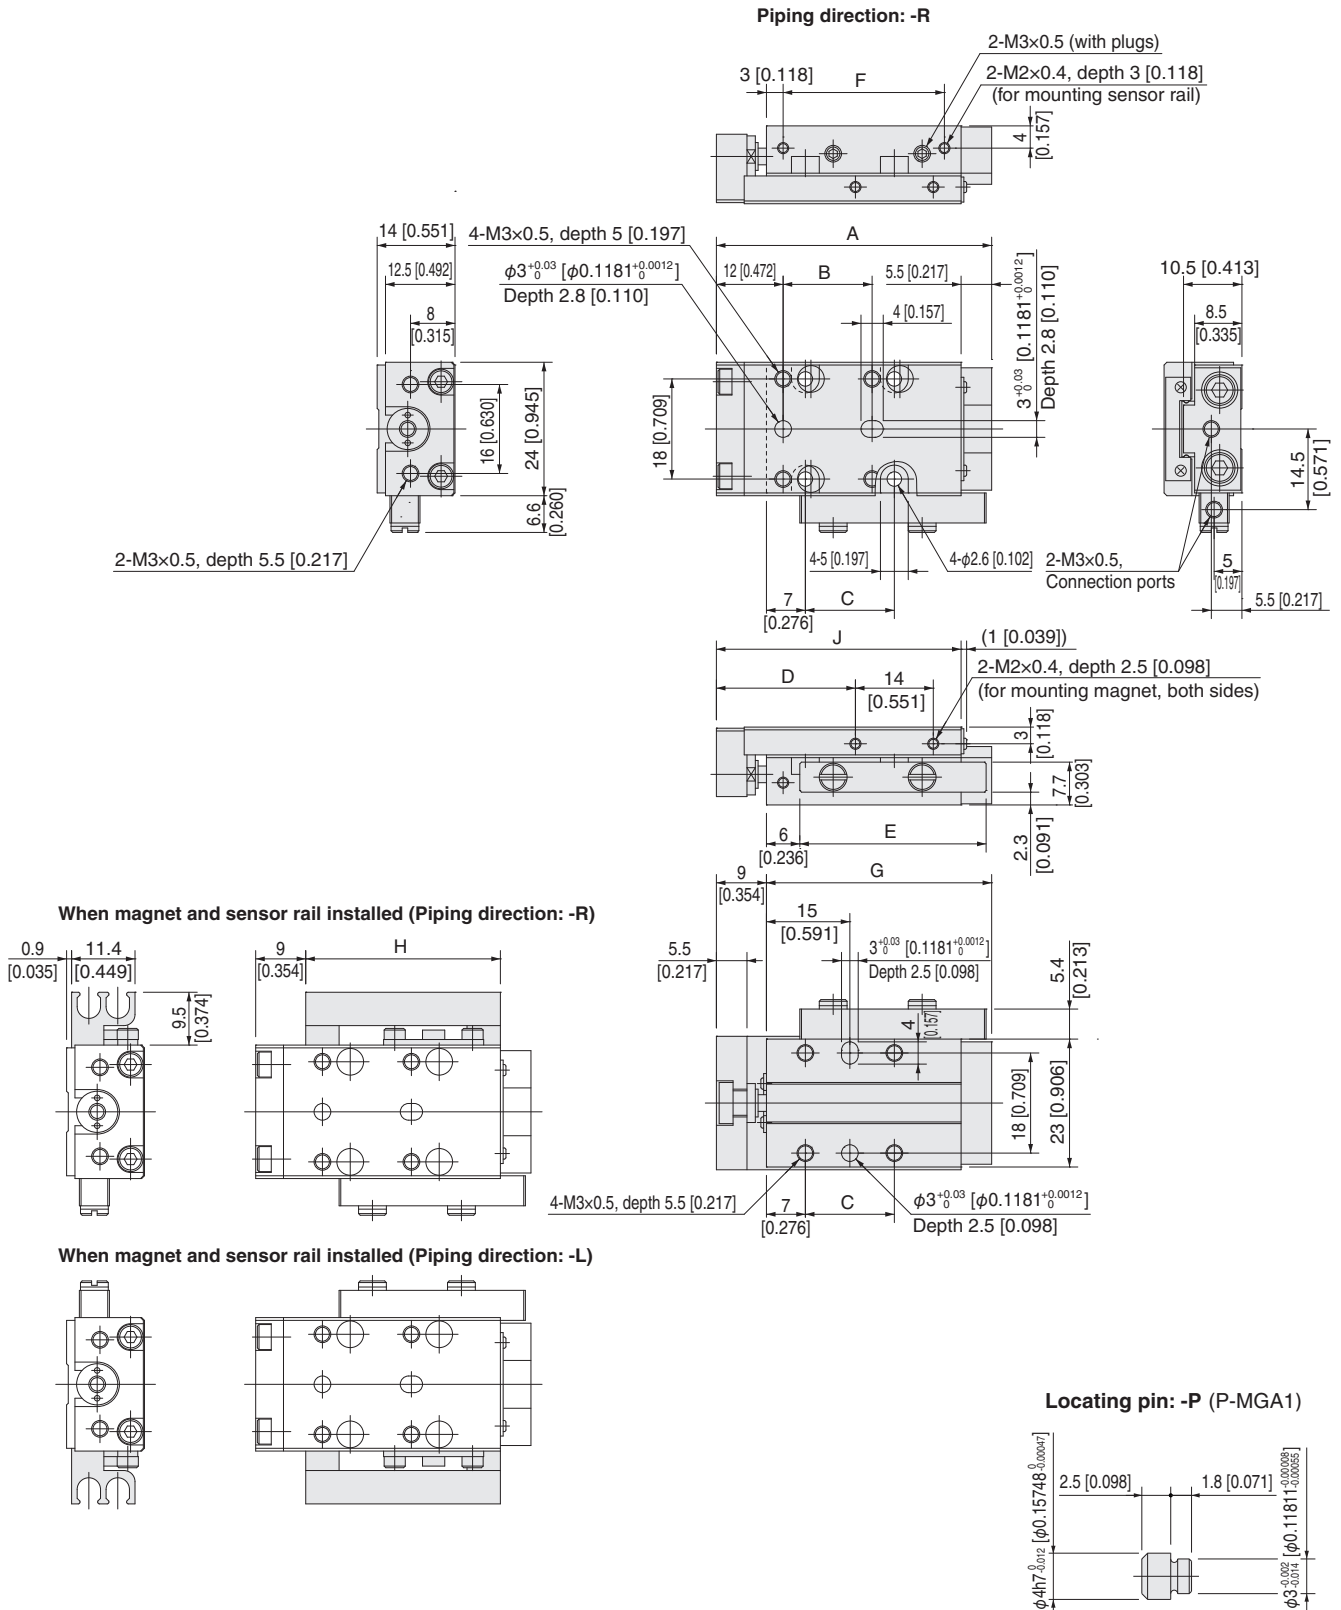 Piping direction: -R
2-M3×0.5 (with plugs)
3 [0.118]
F
2-M2×0.4, depth 3 [0.118]
(for mounting sensor rail)
4
[0.157]
14 [0.551]
4-M3×0.5, depth 5 [0.197]
A
12.5 [0.492]
φ3+0.03 0 [φ0.1181+0.0012 0]
Depth 2.8 [0.110]
12 [0.472]
B
5.5 [0.217]
10.5 [0.413]
8
[0.315]
4 [0.157]
3+0.03 0 [0.1181+0.0012 0]
Depth 2.8 [0.110]
8.5
[0.335]
16 [0.630]
24 [0.945]
18 [0.709]
14.5
[0.571]
6.6
[0.260]
2-M3×0.5, depth 5.5 [0.217]
4-5 [0.197]
4-φ2.6 [0.102]
2-M3×0.5,
Connection ports
5
[0.197]
7
[0.276]
C
5.5 [0.217]
J
(1 [0.039])
D
14
[0.551]
2-M2×0.4, depth 2.5 [0.098]
(for mounting magnet, both sides)
3
[0.118]
7.7
[0.303]
6
[0.236]
E
2.3
[0.091]
9
[0.354]
G
When magnet and sensor rail installed (Piping direction: -R)
15
[0.591]
0.9
[0.035]
11.4
[0.449]
9
[0.354]
H
5.5
[0.217]
3+0.03 0 [0.1181+0.0012 0]
Depth 2.5 [0.098]
5.4
[0.213]
9.5
[0.374]
4
[0.157]
18 [0.709]
23 [0.906]
4-M3×0.5, depth 5.5 [0.217]
7
[0.276]
C
φ3+0.03 0 [φ0.1181+0.0012 0]
Depth 2.5 [0.098]
When magnet and sensor rail installed (Piping direction: -L)
Locating pin: -P (P-MGA1)
φ4h7 0 -0.012 [φ0.15748 0 -0.00047]
2.5 [0.098]
1.8 [0.071]
φ3-0.002 -0.014 [φ0.11811-0.00008 -0.00055]